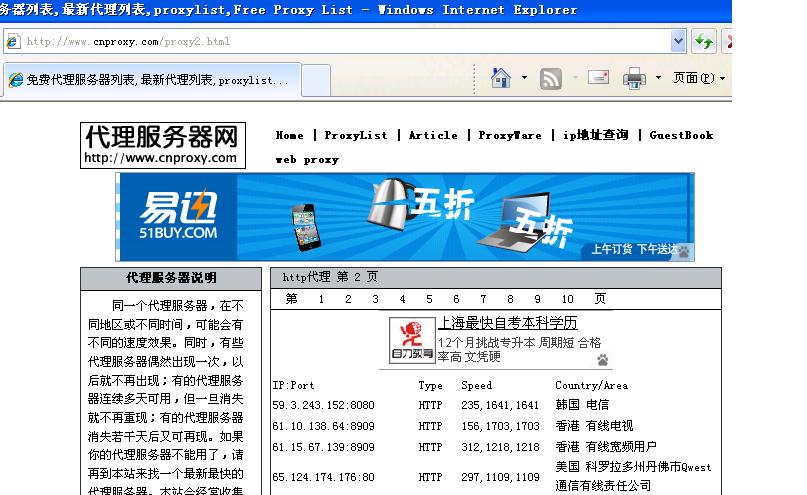 务器列表,最新代理列表,proxylist,Free Proxy List - Windows Internet Explorer
http://www.cnproxy.com/proxy2.html
免费代理服务器列表,最新代理列表,proxylist...
页面(P)
代理服务器网
http://www.cnproxy.com
Home | ProxyList | Article | ProxyWare | ip地址查询 | GuestBook
web proxy
易迅
51BUY.COM
五折
五折
上午订货 下午送达
代理服务器说明
同一个代理服务器，在不
同地区或不同时间，可能会有
不同的速度效果。同时，有些
代理服务器偶然出现一次，以
后就不再出现；有的代理服务
器连续多天可用，但一旦消失
就不再重现；有的代理服务器
消失若干天后又可再现。如果
你的代理服务器不能用了，请
再到本站来找一个最新最快的
代理服务器。本站会经常收集
http代理 第 2 页
第 1 2 3 4 5 6 7 8 9 10 页
自力教育
上海最快自考本科学历
12个月挑战专升本 周期短 合格
率高 文凭硬
IP:Port Type Speed Country/Area
59.3.243.152:8080 HTTP 235,1641,1641 韩国 电信
61.10.138.64:8909 HTTP 156,1703,1703 香港 有线电视
61.15.67.139:8909 HTTP 312,1218,1218 香港 有线宽频用户
65.124.174.176:80 HTTP 297,1109,1109 美国 科罗拉多州丹佛市Qwest
通信有线责任公司